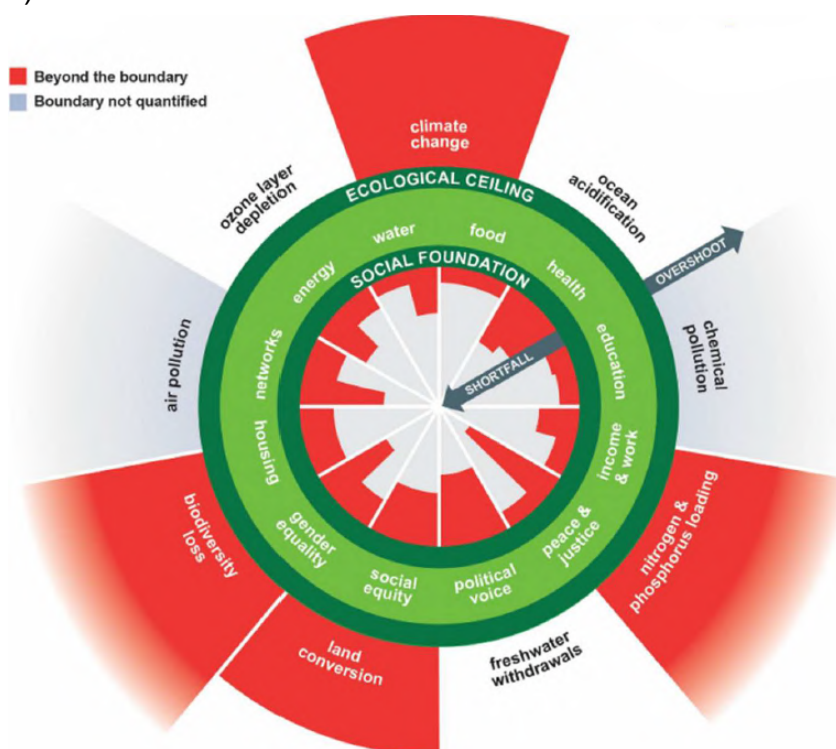 )
Beyond the boundary
Boundary not quantified
climate
change
ozone layer
depletion
ocean
acidification
ECOLOGICAL CEILING
OVERSHOOT
water
food
energy
health
SOCIAL FOUNDATION
networks
education
SHORTFALL
air pollution
chemical
pollution
housing
income
& work
gender
equality
peace &
justice
social
equity
political
voice
biodiversity
loss
nitrogen &
phosphorus loading
land
conversion
freshwater
withdrawals